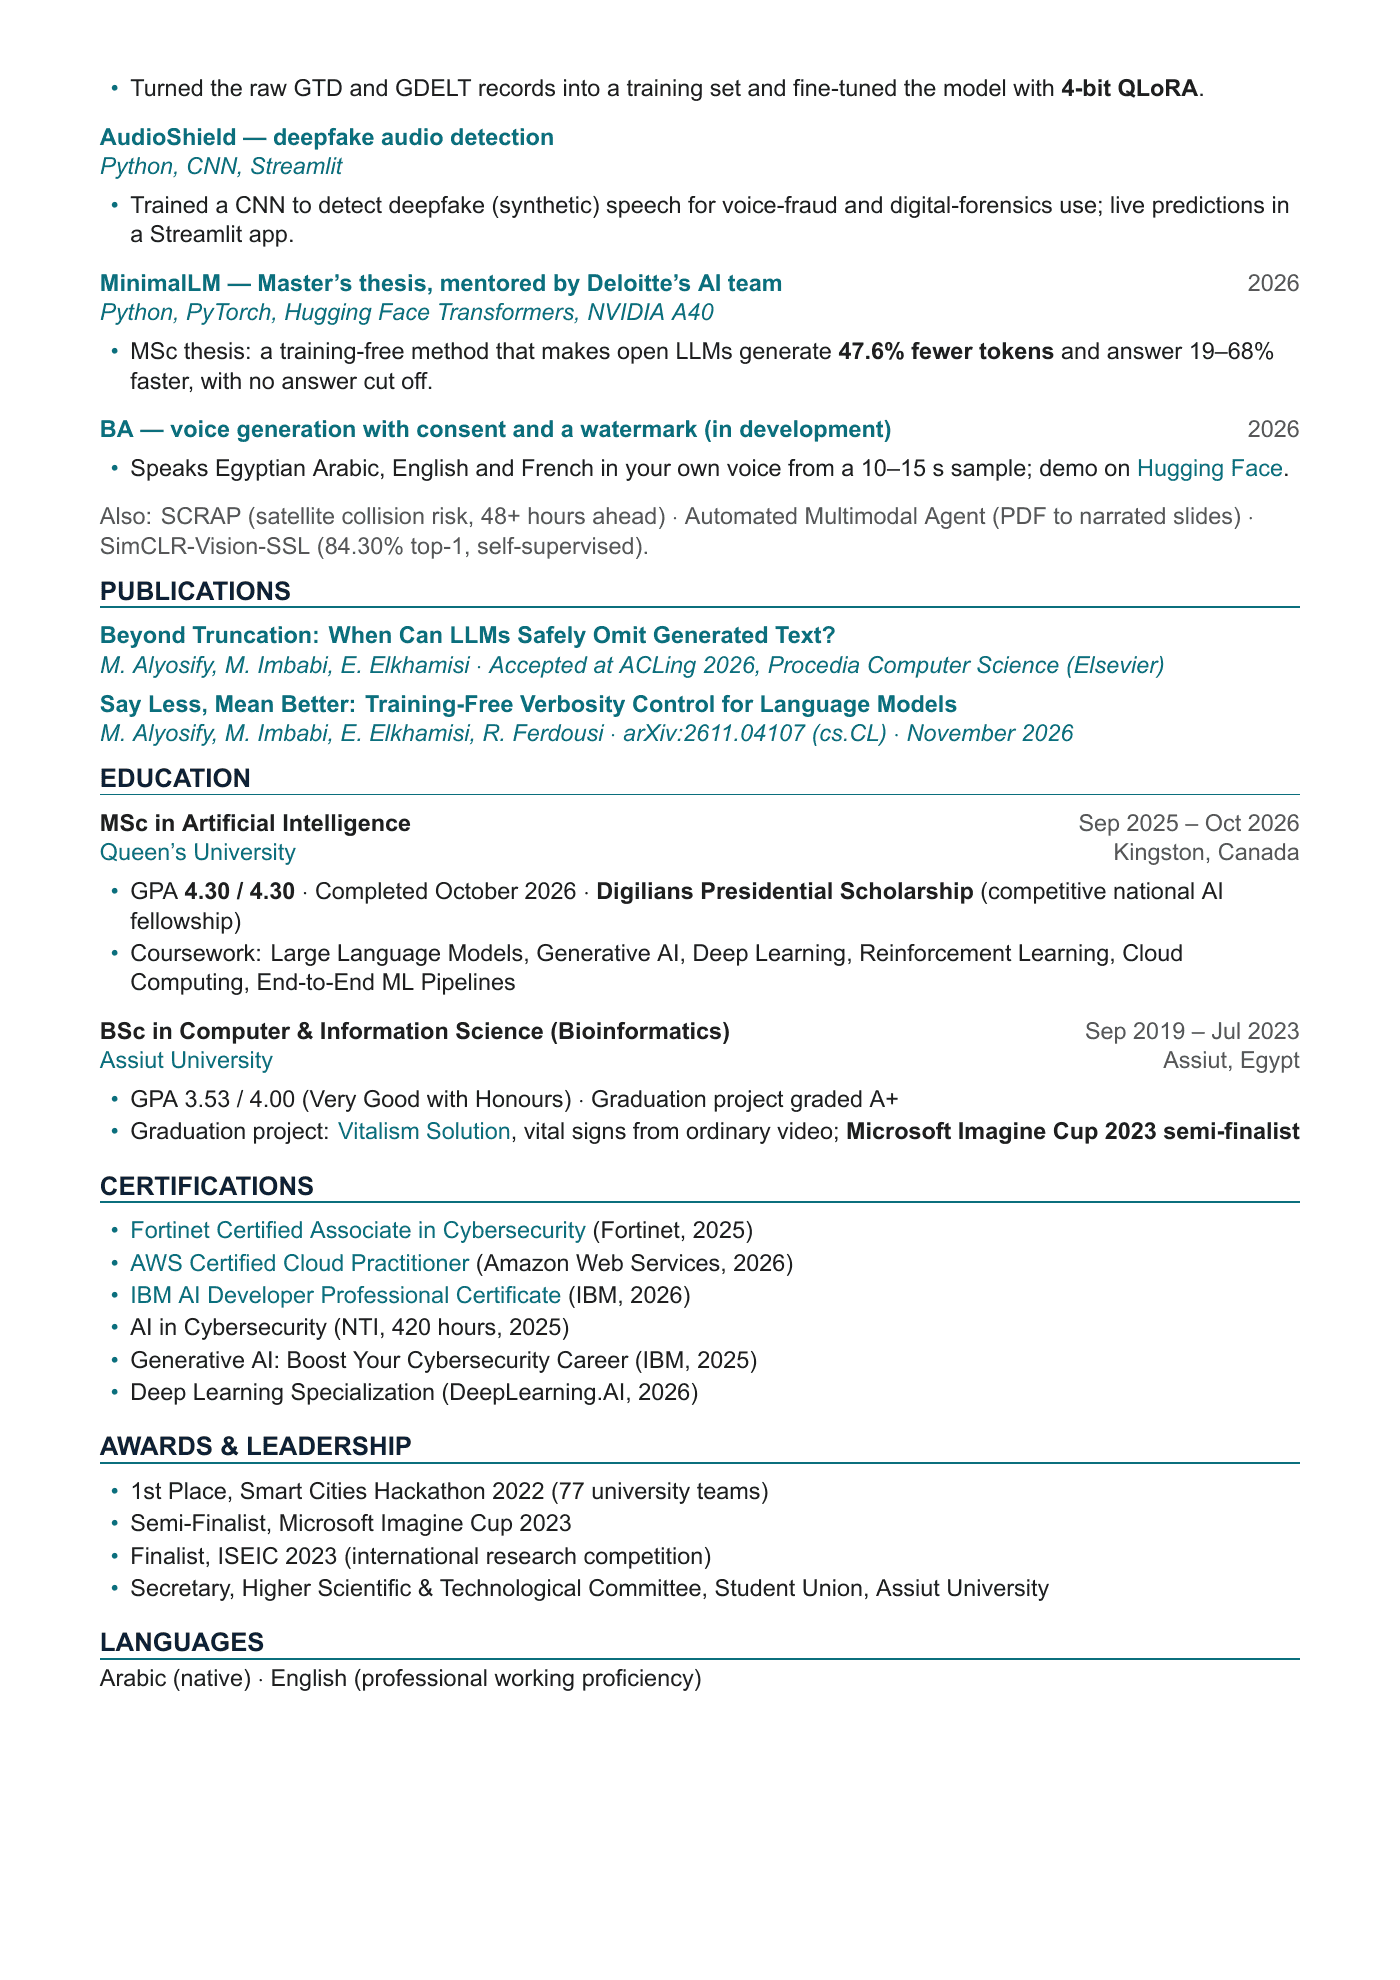 • Turned the raw GTD and GDELT records into a training set and fine-tuned the model with 4-bit QLoRA.
AudioShield — deepfake audio detection
Python, CNN, Streamlit
• Trained a CNN to detect deepfake (synthetic) speech for voice-fraud and digital-forensics use; live predictions in
a Streamlit app.
MinimalLM — Master’s thesis, mentored by Deloitte’s AI team 2026
Python, PyTorch, Hugging Face Transformers, NVIDIA A40
• MSc thesis: a training-free method that makes open LLMs generate 47.6% fewer tokens and answer 19–68%
faster, with no answer cut off.
BA — voice generation with consent and a watermark (in development) 2026
• Speaks Egyptian Arabic, English and French in your own voice from a 10–15 s sample; demo on Hugging Face.
Also: SCRAP (satellite collision risk, 48+ hours ahead) · Automated Multimodal Agent (PDF to narrated slides) ·
SimCLR-Vision-SSL (84.30% top-1, self-supervised).
PUBLICATIONS
Beyond Truncation: When Can LLMs Safely Omit Generated Text?
M. Alyosify, M. Imbabi, E. Elkhamisi · Accepted at ACLing 2026, Procedia Computer Science (Elsevier)
Say Less, Mean Better: Training-Free Verbosity Control for Language Models
M. Alyosify, M. Imbabi, E. Elkhamisi, R. Ferdousi · arXiv:2611.04107 (cs.CL) · November 2026
EDUCATION
MSc in Artificial Intelligence Sep 2025 – Oct 2026
Queen’s University Kingston, Canada
• GPA 4.30 / 4.30 · Completed October 2026 · Digilians Presidential Scholarship (competitive national AI
fellowship)
• Coursework: Large Language Models, Generative AI, Deep Learning, Reinforcement Learning, Cloud
Computing, End-to-End ML Pipelines
BSc in Computer & Information Science (Bioinformatics) Sep 2019 – Jul 2023
Assiut University Assiut, Egypt
• GPA 3.53 / 4.00 (Very Good with Honours) · Graduation project graded A+
• Graduation project: Vitalism Solution, vital signs from ordinary video; Microsoft Imagine Cup 2023 semi-finalist
CERTIFICATIONS
• Fortinet Certified Associate in Cybersecurity (Fortinet, 2025)
• AWS Certified Cloud Practitioner (Amazon Web Services, 2026)
• IBM AI Developer Professional Certificate (IBM, 2026)
• AI in Cybersecurity (NTI, 420 hours, 2025)
• Generative AI: Boost Your Cybersecurity Career (IBM, 2025)
• Deep Learning Specialization (DeepLearning.AI, 2026)
AWARDS & LEADERSHIP
• 1st Place, Smart Cities Hackathon 2022 (77 university teams)
• Semi-Finalist, Microsoft Imagine Cup 2023
• Finalist, ISEIC 2023 (international research competition)
• Secretary, Higher Scientific & Technological Committee, Student Union, Assiut University
LANGUAGES
Arabic (native) · English (professional working proficiency)